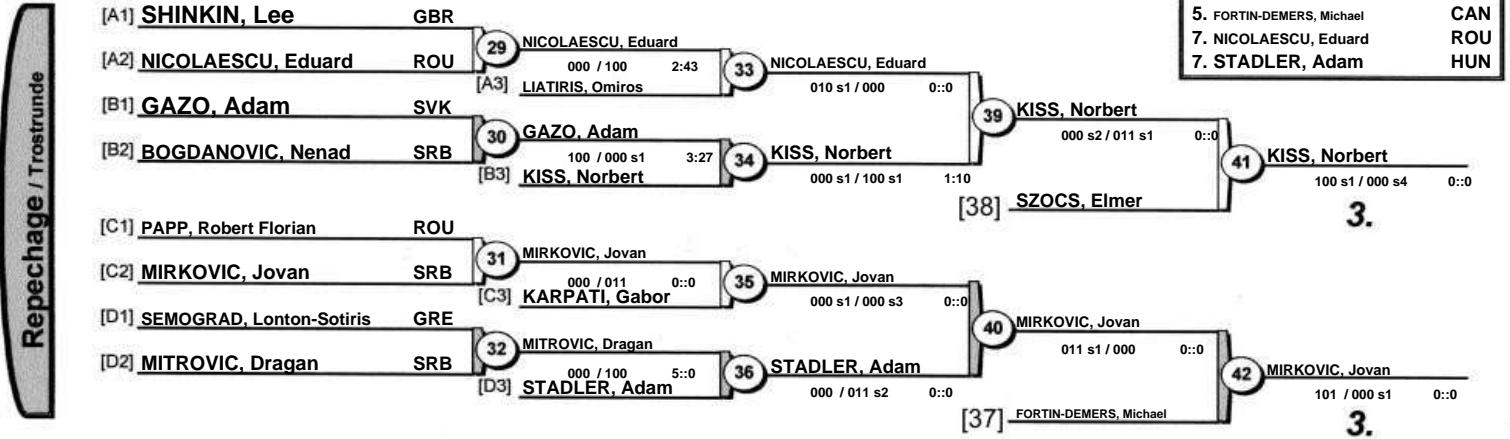 Repechage / Trostrunde
5. FORTIN-DEMERS, Michael CAN
7. NICOLAESCU, Eduard ROU
7. STADLER, Adam HUN
[A1] SHINKIN, Lee GBR
[A2] NICOLAESCU, Eduard ROU
29
NICOLAESCU, Eduard
000 / 100 2:43
[A3] LIATIRIS, Omiros
33
NICOLAESCU, Eduard
010 s1 / 000 0::0
[B1] GAZO, Adam SVK
[B2] BOGDANOVIC, Nenad SRB
30
GAZO, Adam
100 / 000 s1 3:27
[B3] KISS, Norbert
34
KISS, Norbert
000 s1 / 100 s1 1:10
39
KISS, Norbert
000 s2 / 011 s1 0::0
[38] SZOCS, Elmer
41
KISS, Norbert
100 s1 / 000 s4 0::0
3.
[C1] PAPP, Robert Florian ROU
[C2] MIRKOVIC, Jovan SRB
31
MIRKOVIC, Jovan
000 / 011 0::0
[C3] KARPATI, Gabor
35
MIRKOVIC, Jovan
000 s1 / 000 s3 0::0
[D1] SEMOGRAD, Lonton-Sotiris GRE
[D2] MITROVIC, Dragan SRB
32
MITROVIC, Dragan
000 / 100 5::0
[D3] STADLER, Adam
36
STADLER, Adam
000 / 011 s2 0::0
40
MIRKOVIC, Jovan
011 s1 / 000 0::0
[37] FORTIN-DEMERS, Michael
42
MIRKOVIC, Jovan
101 / 000 s1 0::0
3.